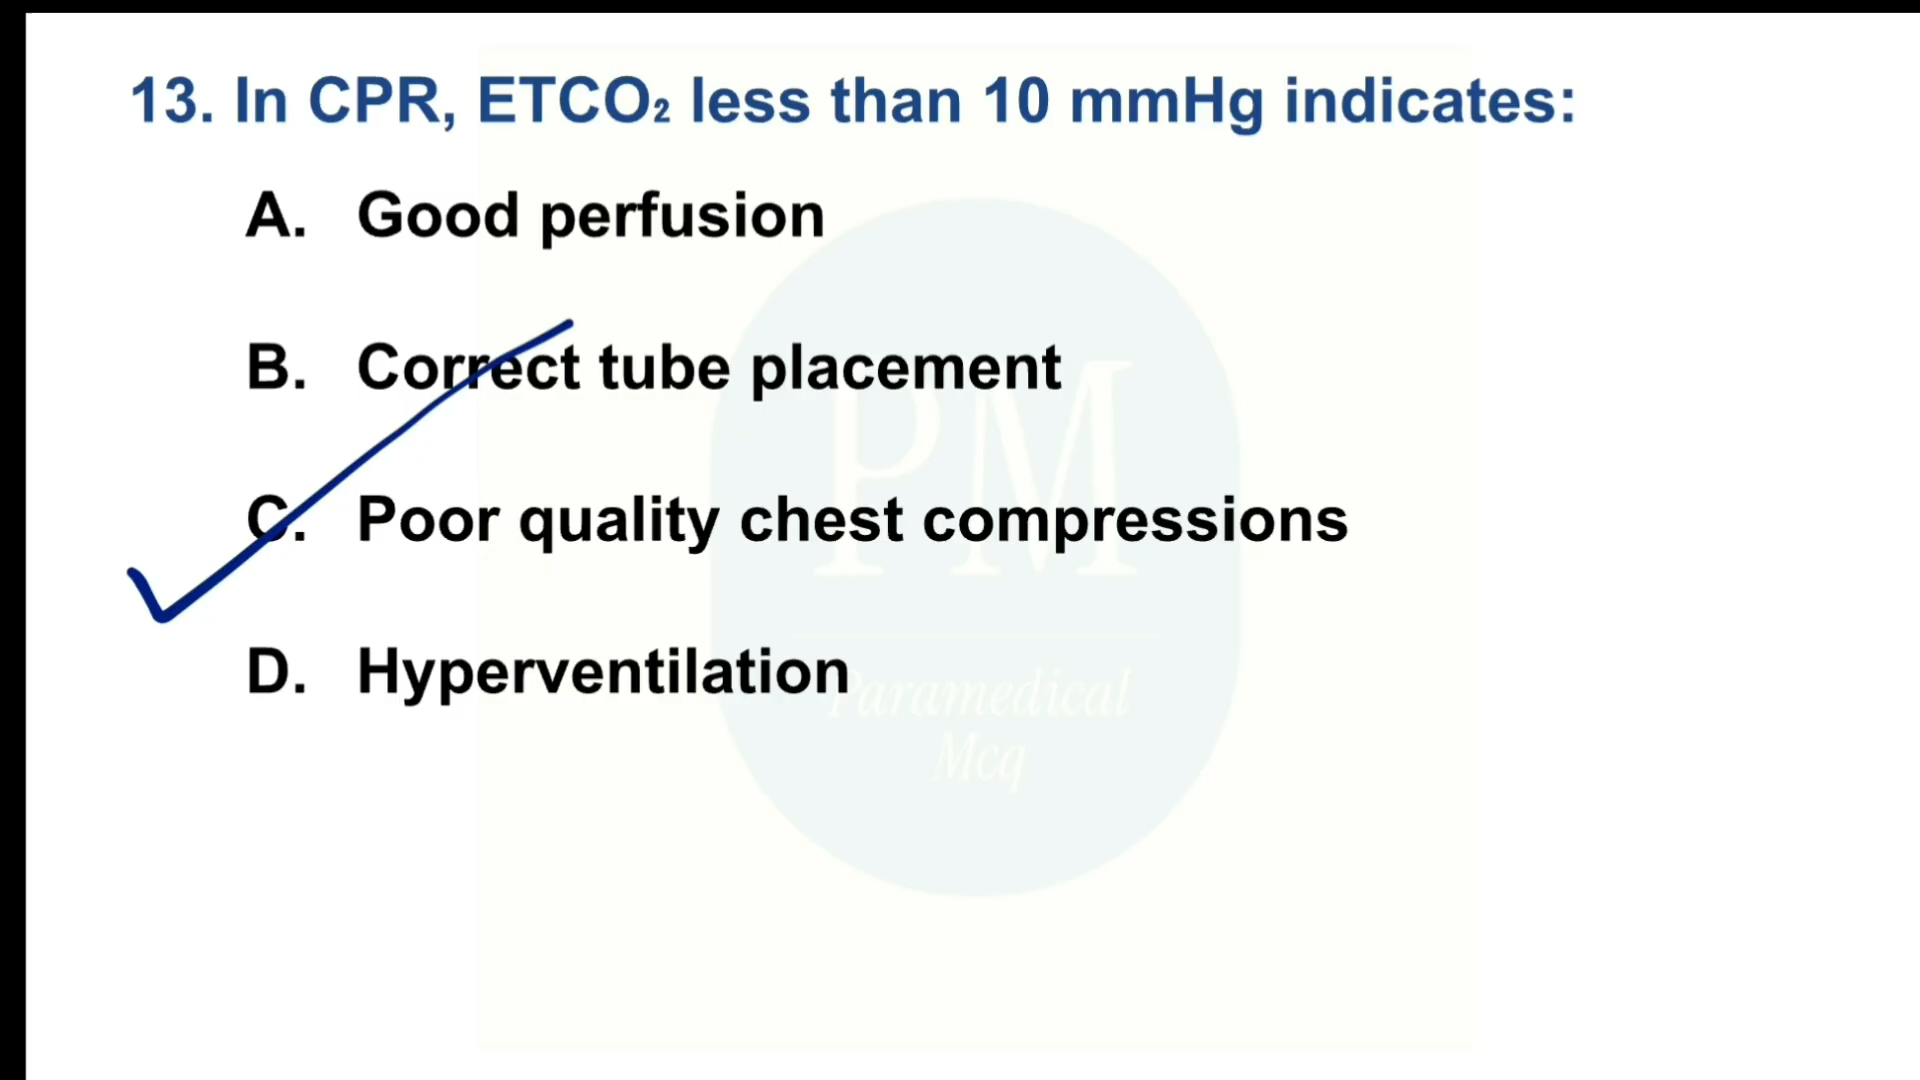 13. In CPR, ETCO₂ less than 10 mmHg indicates:
A. Good perfusion
B. Correct tube placement
C. Poor quality chest compressions
D. Hyperventilation
PM
Paramedical
Mcq